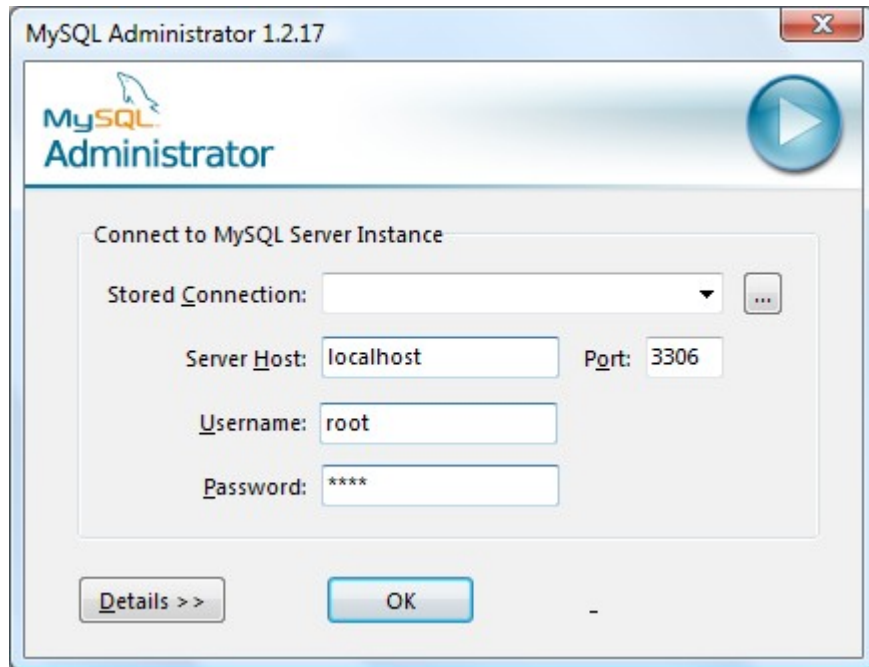 MySQL Administrator 1.2.17
MySQL
Administrator
Connect to MySQL Server Instance
Stored Connection:
...
Server Host: localhost Port: 3306
Username: root
Password: ****
Details >> OK -